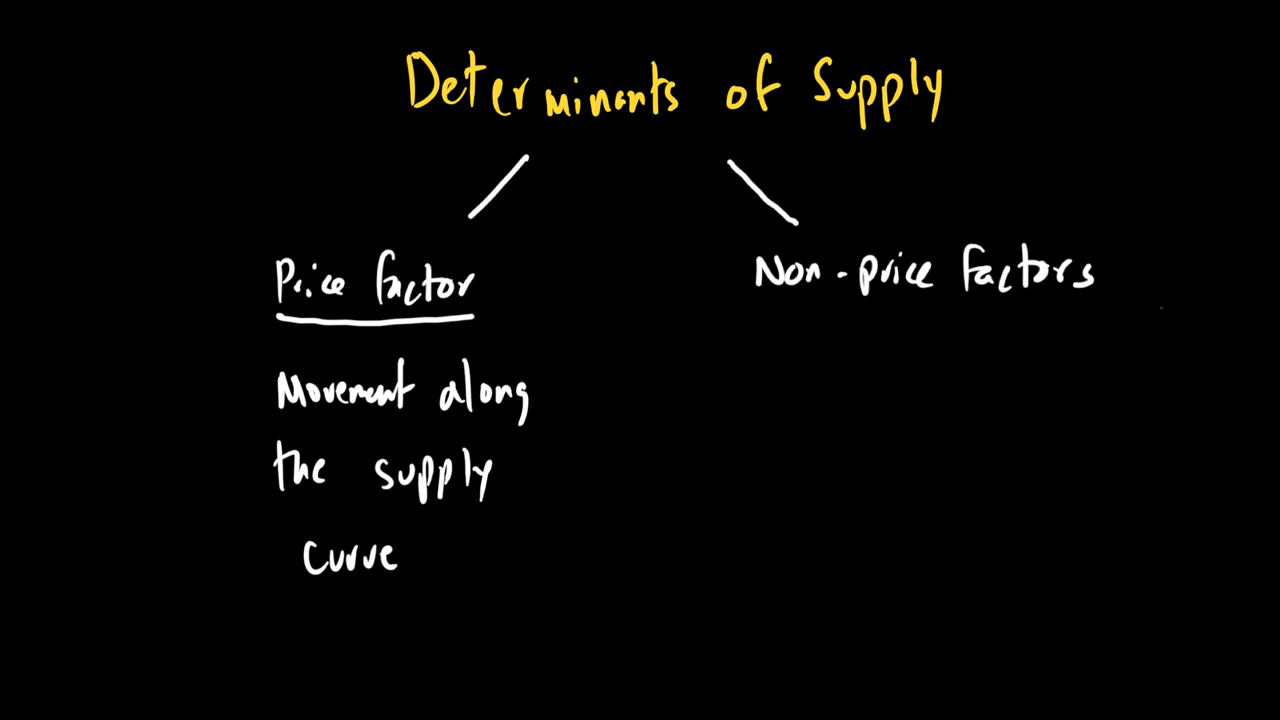 Determinants of Supply
Price factor
Non-price factors
Movement along
the supply
curve